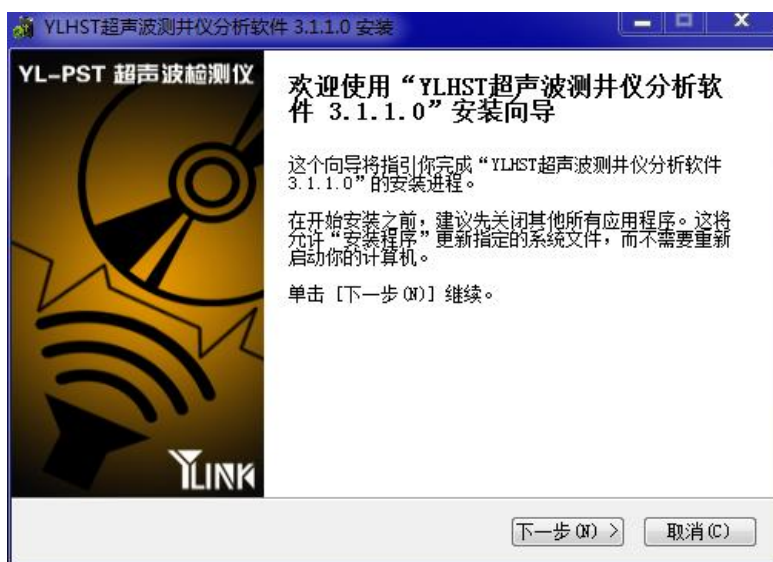 YLHST超声波测井仪分析软件 3.1.1.0 安装
YL-PST 超声波检测仪
欢迎使用“YLHST超声波测井仪分析软
件 3.1.1.0”安装向导
这个向导将指引你完成“YLHST超声波测井仪分析软件
3.1.1.0”的安装进程。
在开始安装之前，建议先关闭其他所有应用程序。这将
允许“安装程序”更新指定的系统文件，而不需要重新
启动你的计算机。
单击 [下一步(N)] 继续。
YLINK
下一步(N) >
取消(C)